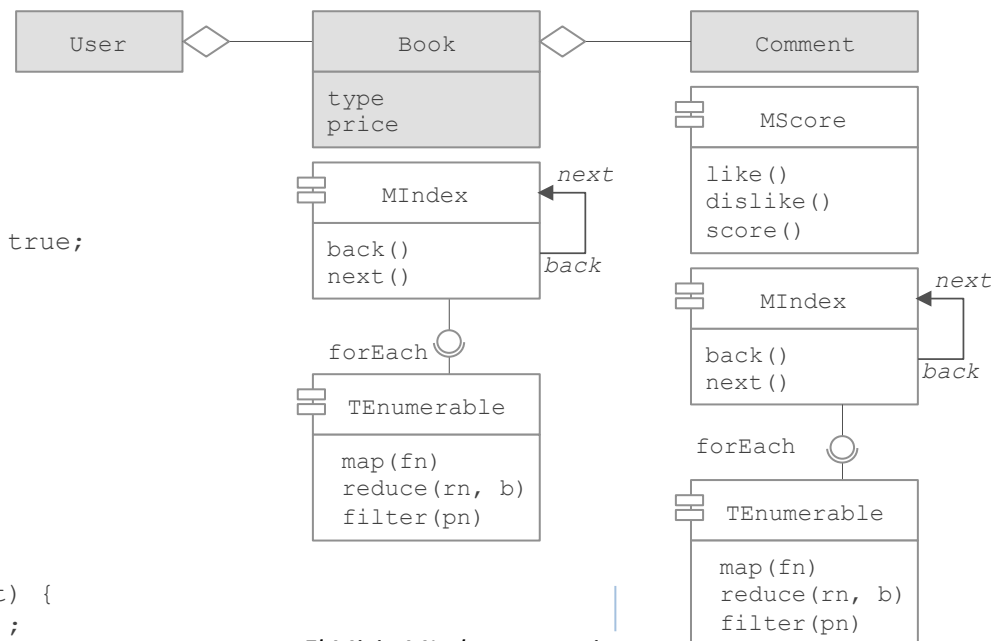 User
Book
Comment
type
price
MScore
like()
dislike()
score()
MIndex
next
back()
next()
back
true;
MIndex
next
back()
next()
back
forEach
TEnumerable
map(fn)
reduce(rn, b)
filter(pn)
forEach
TEnumerable
map(fn)
reduce(rn, b)
filter(pn)
t) {
;